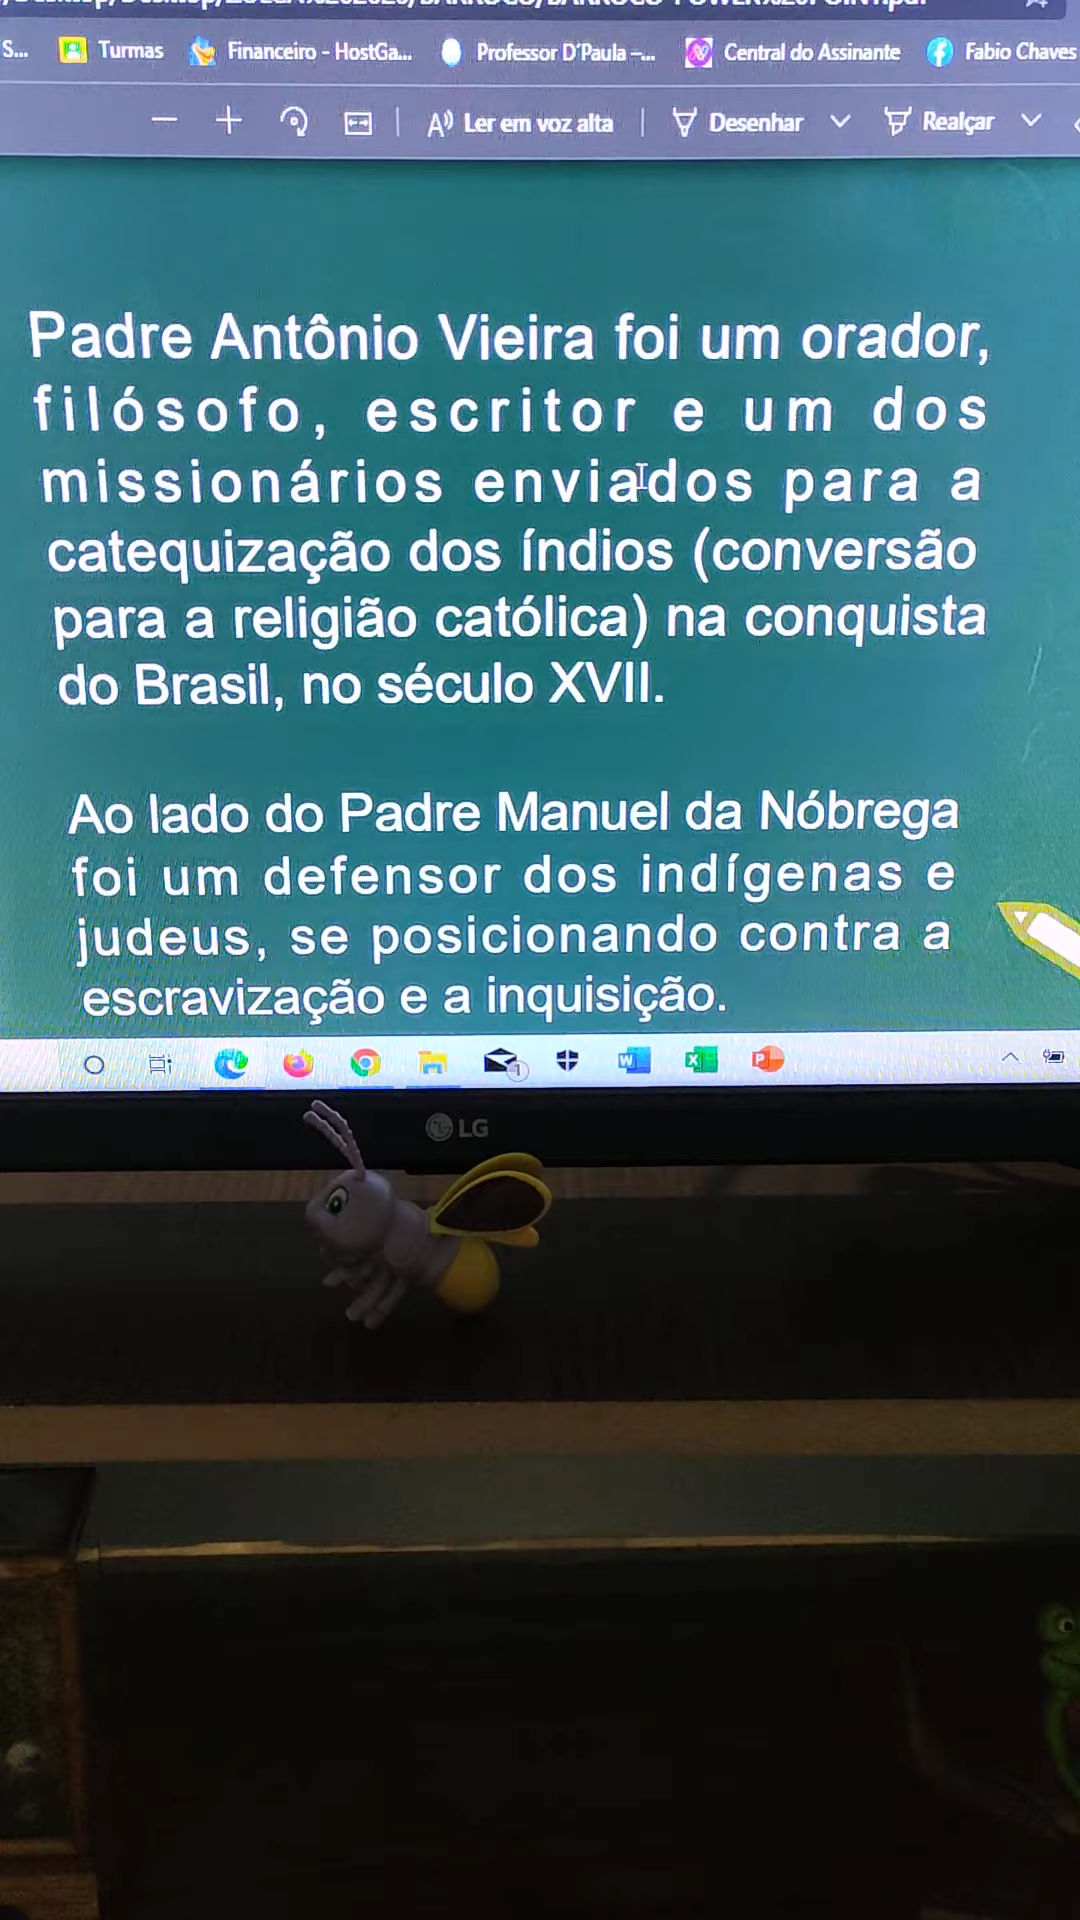 S...
Turmas
Financeiro - HostGa...
Professor D'Paula –...
Central do Assinante
Fabio Chaves
Ler em voz alta
Desenhar
Realçar
Padre Antônio Vieira foi um orador,
filósofo, escritor e um dos
missionários enviados para a
catequização dos índios (conversão
para a religião católica) na conquista
do Brasil, no século XVII.
Ao lado do Padre Manuel da Nóbrega
foi um defensor dos indígenas e
judeus, se posicionando contra a
escravização e a inquisição.
1
LG